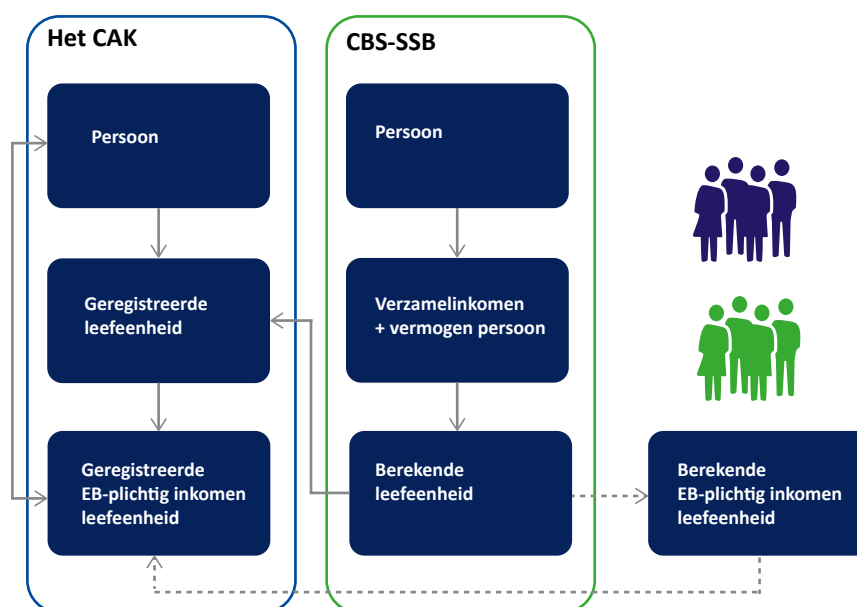 Het CAK
Persoon
Geregistreerde
leefeenheid
Geregistreerde
EB-plichtig inkomen
leefeenheid
CBS-SSB
Persoon
Verzamelinkomen
+ vermogen persoon
Berekende
leefeenheid
Berekende
EB-plichtig inkomen
leefeenheid